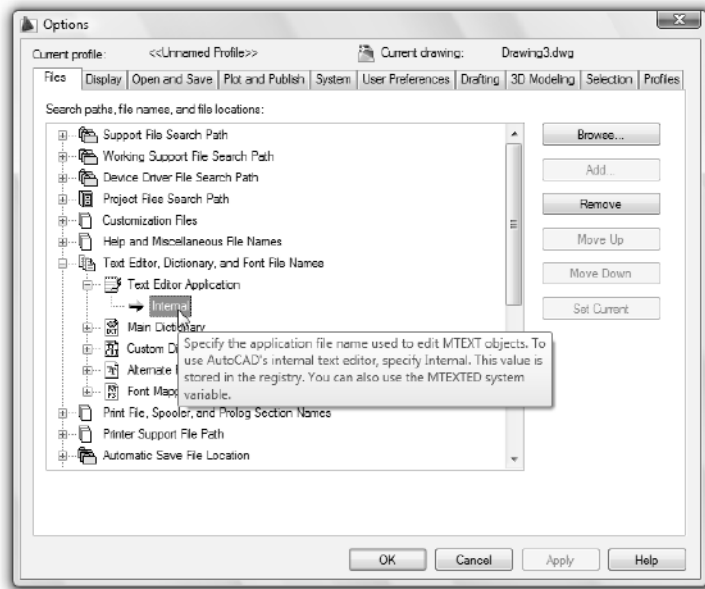 Options
Current profile: <<Unnamed Profile>> Current drawing: Drawing3.dwg
Files Display Open and Save Plot and Publish System User Preferences Drafting 3D Modeling Selection Profiles
Search paths, file names, and file locations:
Support File Search Path
Working Support File Search Path
Device Driver File Search Path
Project Files Search Path
Customization Files
Help and Miscellaneous File Names
Text Editor, Dictionary, and Font File Names
Text Editor Application
Internal
Main Dictionary
Custom Di
Alternate
Font Mapp
Specify the application file name used to edit MTEXT objects. To
use AutoCAD's internal text editor, specify Internal. This value is
stored in the registry. You can also use the MTEXTED system
variable.
Print File, Spooler, and Prolog Section Names
Printer Support File Path
Automatic Save File Location
Browse...
Add...
Remove
Move Up
Move Down
Set Current
OK Cancel Apply Help